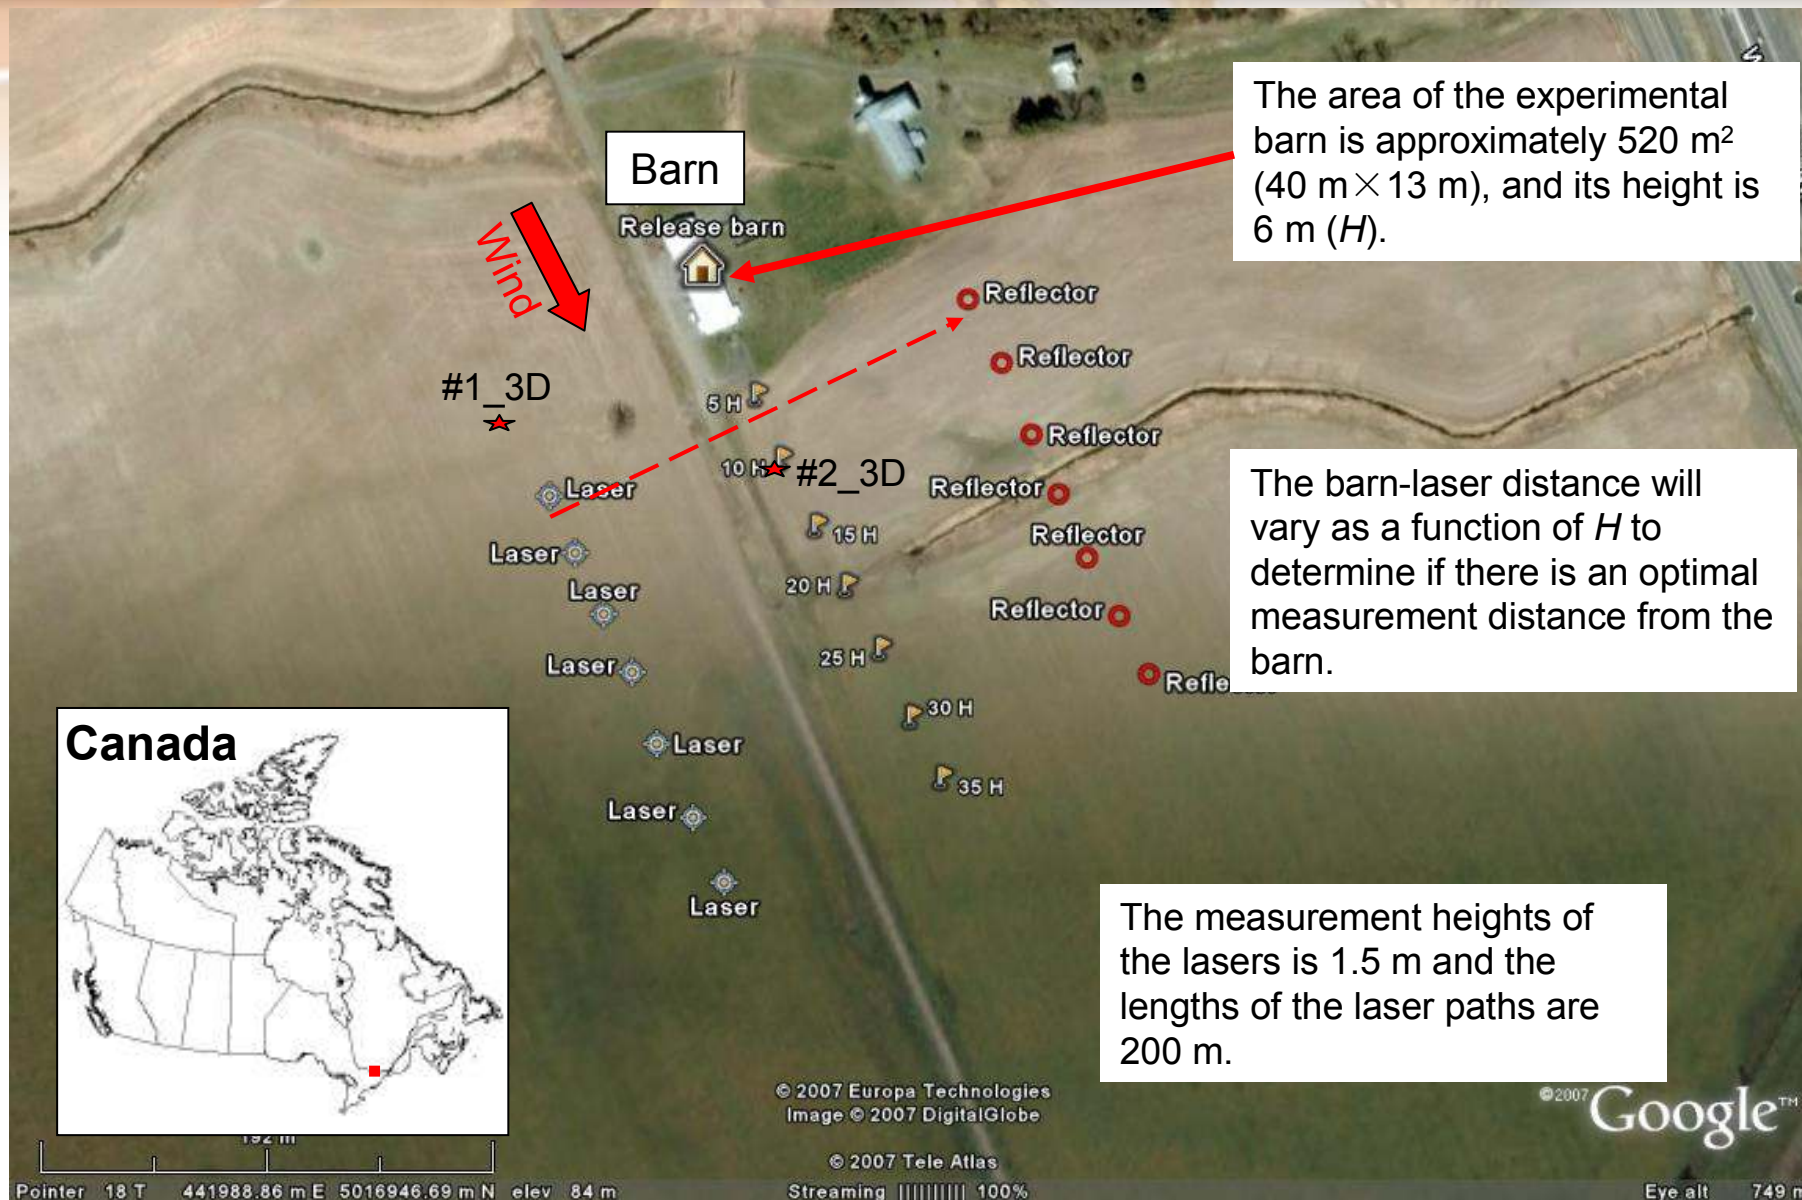 The area of the experimental
barn is approximately 520 m²
(40 m×13 m), and its height is
6 m (H).
Barn
Release barn
Wind
Reflector
Reflector
#1_3D
5 H
Reflector
10 H
#2_3D
Reflector
Laser
The barn-laser distance will
vary as a function of H to
determine if there is an optimal
measurement distance from the
barn.
15 H
Reflector
Laser
20 H
Laser
Reflector
25 H
Laser
30 H
Laser
35 H
Laser
Laser
Canada
The measurement heights of
the lasers is 1.5 m and the
lengths of the laser paths are
200 m.
© 2007 Europa Technologies
Image © 2007 DigitalGlobe
© 2007 Tele Atlas
©2007 Google™
192 m
Pointer 18 T 441988.86 m E 5016946.69 m N elev 84 m
Streaming |||||||||| 100%
Eye alt 749 m